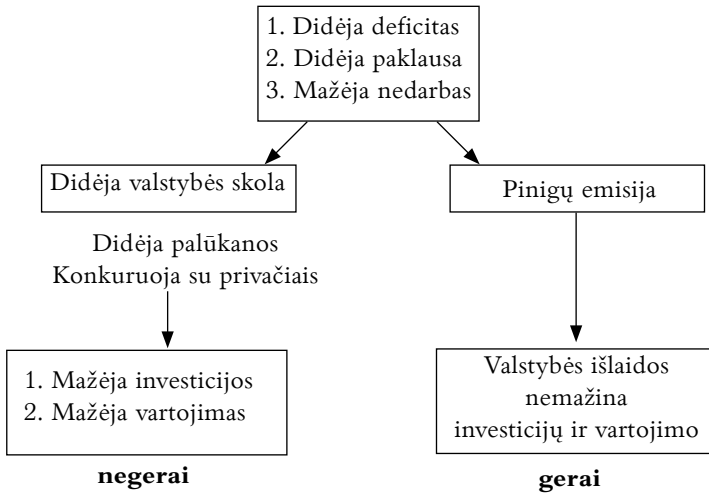 1. Didėja deficitas
2. Didėja paklausa
3. Mažėja nedarbas
Didėja valstybės skola
Pinigų emisija
Didėja palūkanos
Konkuruoja su privačiais
1. Mažėja investicijos
2. Mažėja vartojimas
Valstybės išlaidos
nemažina
investicijų ir vartojimo
negerai
gerai